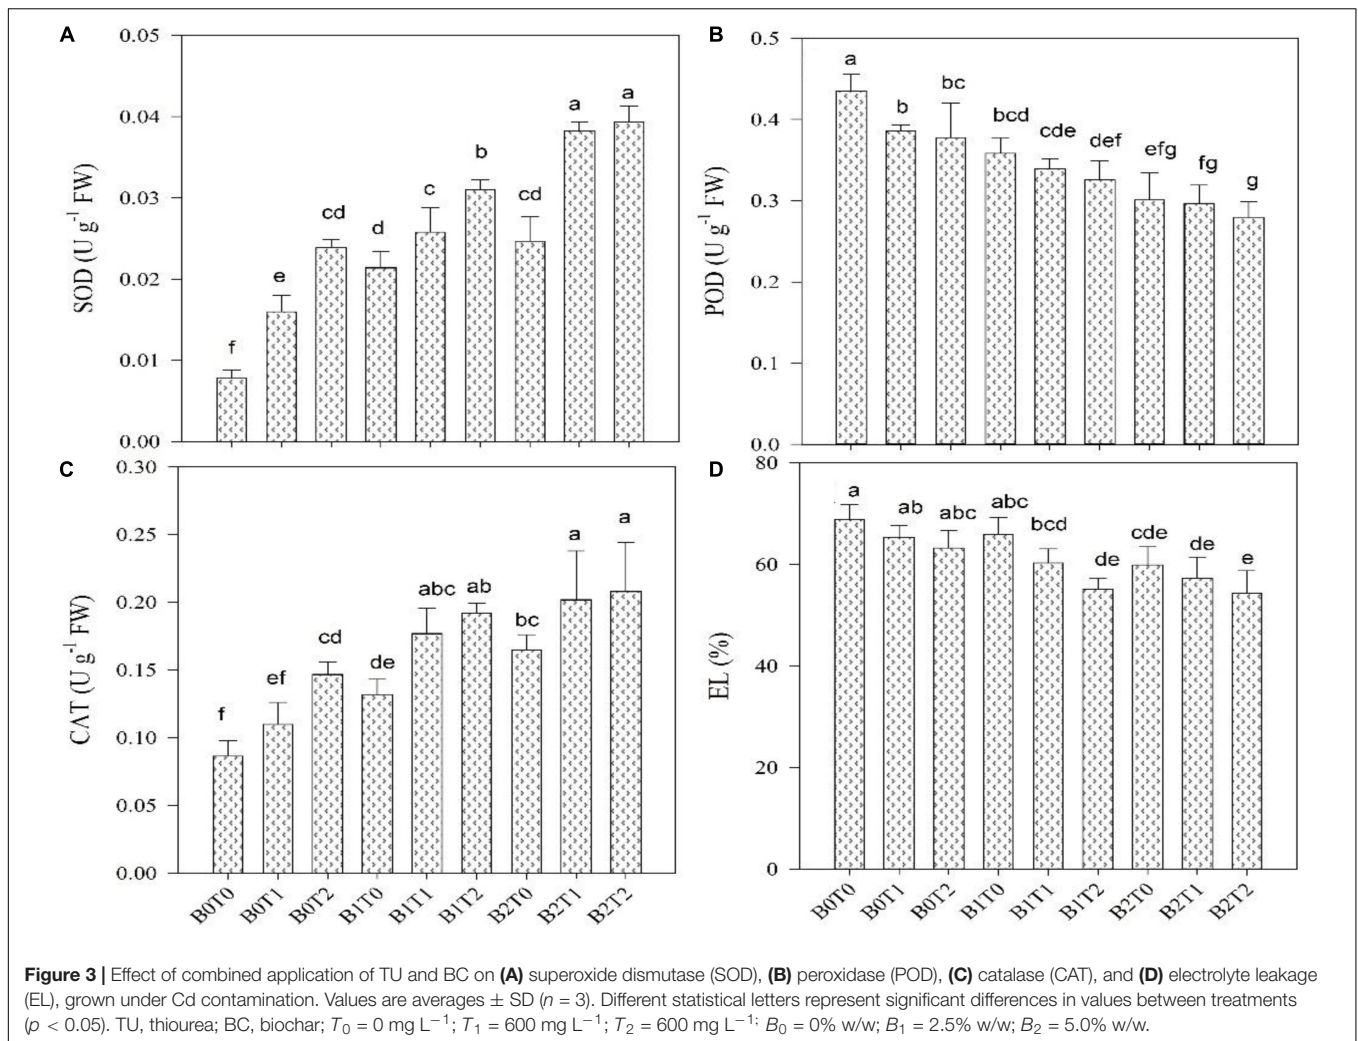 A
0.05
0.04
0.03
0.02
0.01
0.00
SOD (U g⁻¹ FW)
f
e
cd
d
c
b
cd
a
a
B
0.5
0.4
0.3
0.2
0.1
0.0
POD (U g⁻¹ FW)
a
b
bc
bcd
cde
def
efg
fg
g
C
0.30
0.25
0.20
0.15
0.10
0.05
0.00
CAT (U g⁻¹ FW)
f
ef
cd
de
abc
ab
bc
a
a
B0T0
B0T1
B0T2
B1T0
B1T1
B1T2
B2T0
B2T1
B2T2
D
80
60
40
20
0
EL (%)
a
ab
abc
abc
bcd
de
cde
de
e
B0T0
B0T1
B0T2
B1T0
B1T1
B1T2
B2T0
B2T1
B2T2
Figure 3 | Effect of combined application of TU and BC on (A) superoxide dismutase (SOD), (B) peroxidase (POD), (C) catalase (CAT), and (D) electrolyte leakage
(EL), grown under Cd contamination. Values are averages ± SD (n = 3). Different statistical letters represent significant differences in values between treatments
(p < 0.05). TU, thiourea; BC, biochar; T₀ = 0 mg L⁻¹; T₁ = 600 mg L⁻¹; T₂ = 600 mg L⁻¹; B₀ = 0% w/w; B₁ = 2.5% w/w; B₂ = 5.0% w/w.